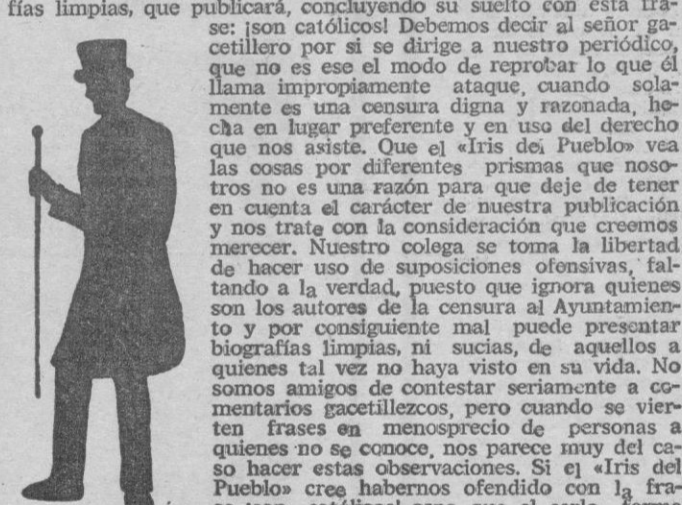 fías limpias, que publicará, concluyendo su suelto con esta fra-
se: ¡son católicos! Debemos decir al señor ga-
cetillero por si se dirige a nuestro periódico,
que no es ese el modo de reprobar lo que él
llama impropiamente ataque, cuando sola-
mente es una censura digna y razonada, he-
cha en lugar preferente y en uso del derecho
que nos asiste. Que el «Iris del Pueblo» vea
las cosas por diferentes prismas que noso-
tros no es una razón para que deje de tener
en cuenta el carácter de nuestra publicación
y nos trate con la consideración que creemos
merecer. Nuestro colega se toma la libertad
de hacer uso de suposiciones ofensivas, fal-
tando a la verdad, puesto que ignora quienes
son los autores de la censura al Ayuntamien-
to y por consiguiente mal puede presentar
biografías limpias, ni sucias, de aquellos a
quienes tal vez no haya visto en su vida. No
somos amigos de contestar seriamente a co-
mentarios gacetillezcos, pero cuando se vier-
ten frases en menosprecio de personas a
quienes no se conoce, nos parece muy del ca-
so hacer estas observaciones. Si el «Iris del
Pueblo» cree habernos ofendido con la fra-
católicos!